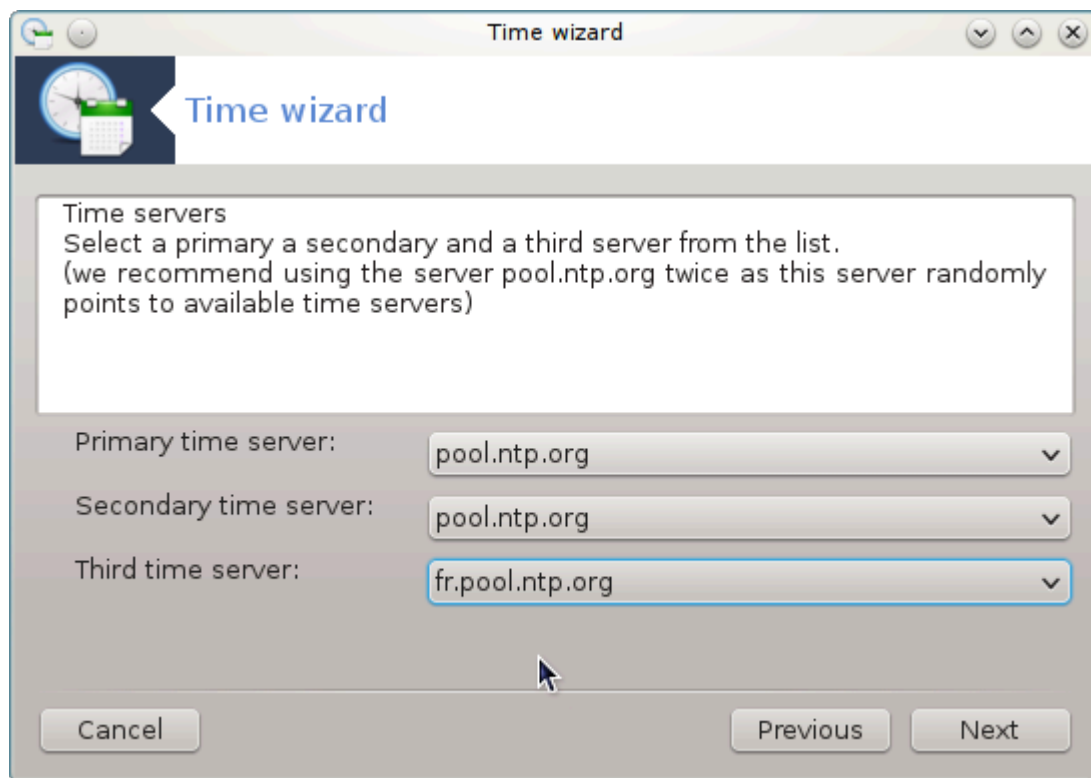 Time wizard
Time wizard
Time servers
Select a primary a secondary and a third server from the list.
(we recommend using the server pool.ntp.org twice as this server randomly
points to available time servers)
Primary time server:
pool.ntp.org
Secondary time server:
pool.ntp.org
Third time server:
fr.pool.ntp.org
Cancel
Previous
Next